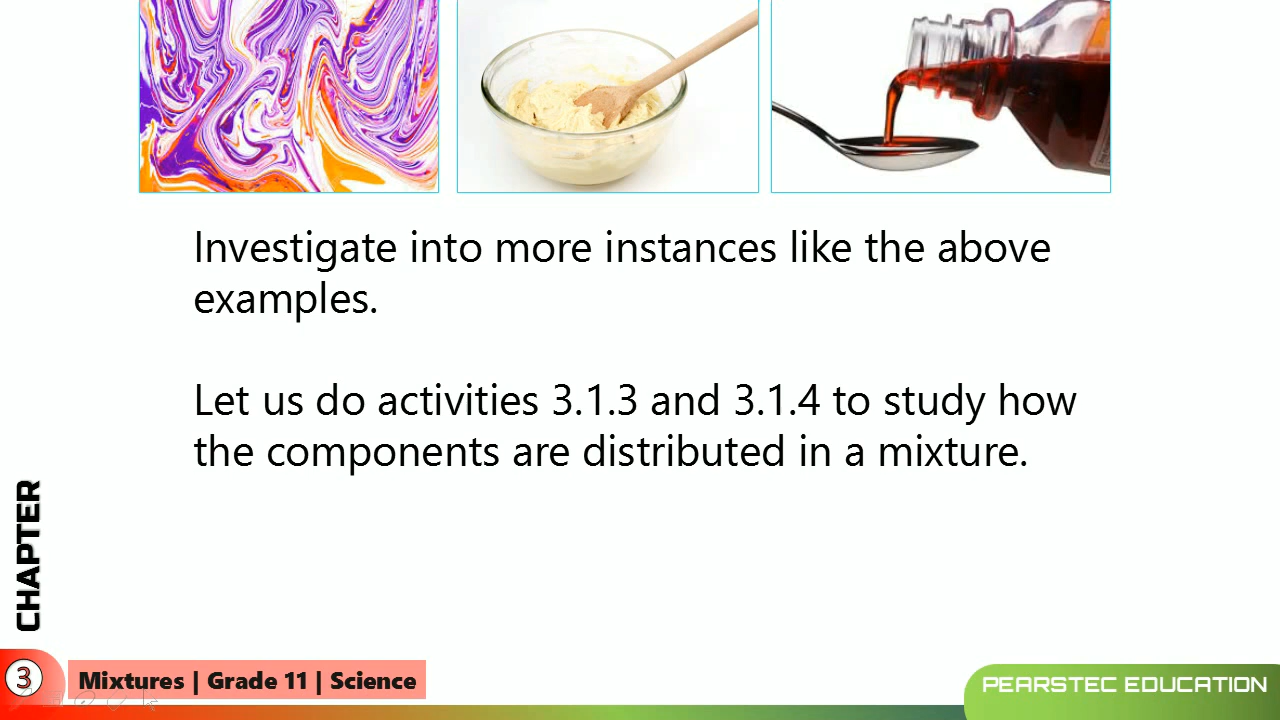 Investigate into more instances like the above
examples.
Let us do activities 3.1.3 and 3.1.4 to study how
the components are distributed in a mixture.
CHAPTER
3
Mixtures | Grade 11 | Science
PEARSTEC EDUCATION